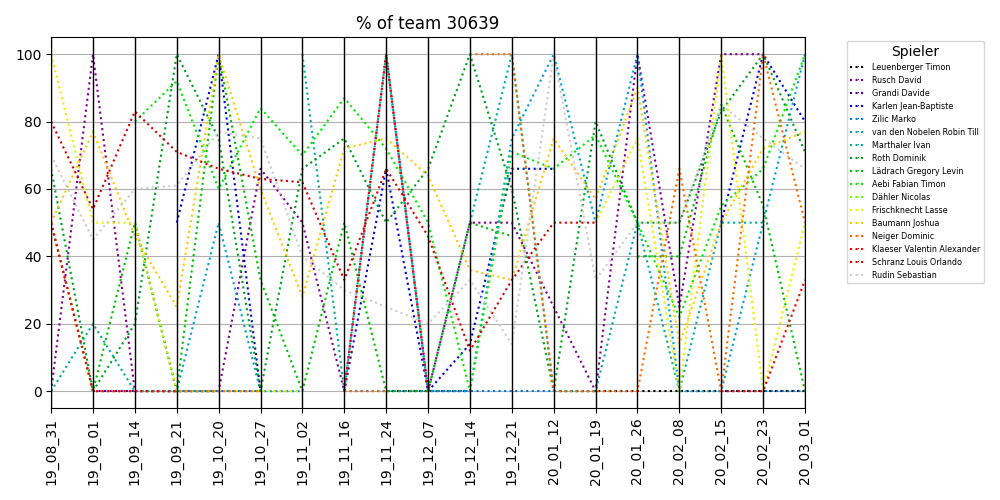 % of team 30639
100
80
60
40
20
0
19_08_31
19_09_01
19_09_14
19_09_21
19_10_20
19_10_27
19_11_02
19_11_16
19_11_24
19_12_07
19_12_14
19_12_21
20_01_12
20_01_19
20_01_26
20_02_08
20_02_15
20_02_23
20_03_01
Spieler
Leuenberger Timon
Rusch David
Grandi Davide
Karlen Jean-Baptiste
Zilic Marko
van den Nobelen Robin Till
Marthaler Ivan
Roth Dominik
Lädrach Gregory Levin
Aebi Fabian Timon
Dähler Nicolas
Frischknecht Lasse
Baumann Joshua
Neiger Dominic
Klaeser Valentin Alexander
Schranz Louis Orlando
Rudin Sebastian